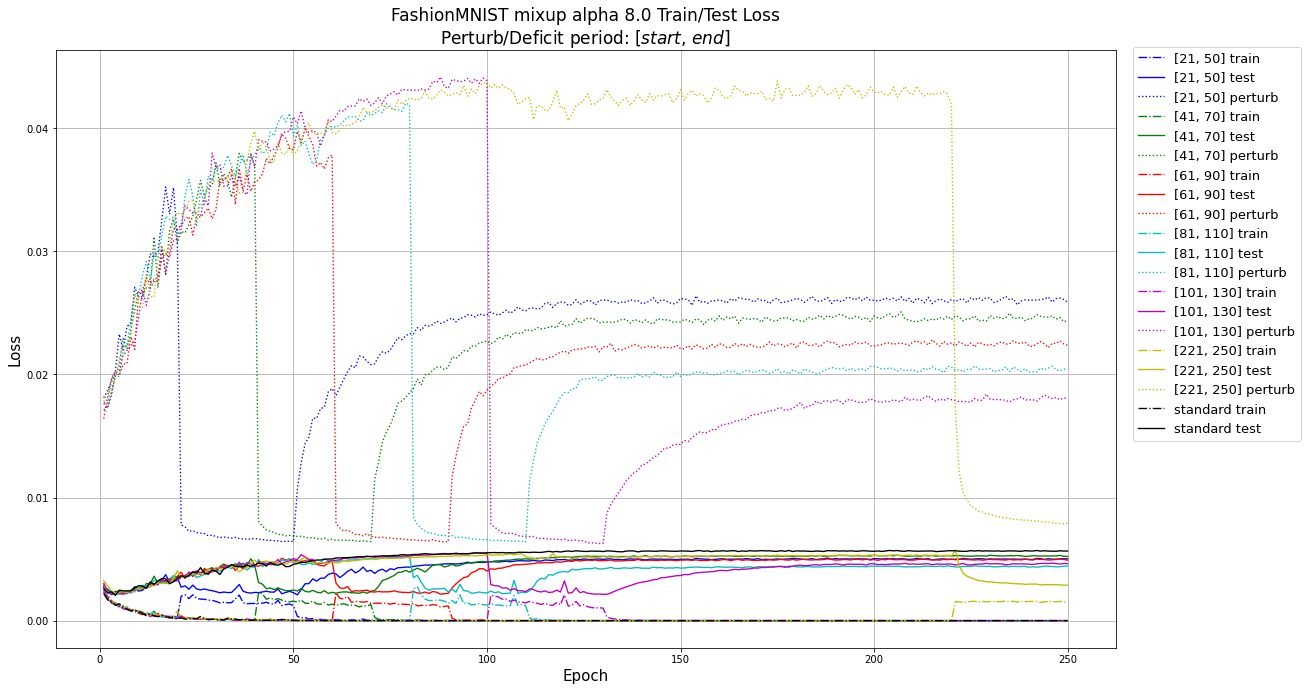 FashionMNIST mixup alpha 8.0 Train/Test Loss
Perturb/Deficit period: [start, end]
Loss
0.04
0.03
0.02
0.01
0.00
0
50
100
150
200
250
Epoch
[21, 50] train
[21, 50] test
[21, 50] perturb
[41, 70] train
[41, 70] test
[41, 70] perturb
[61, 90] train
[61, 90] test
[61, 90] perturb
[81, 110] train
[81, 110] test
[81, 110] perturb
[101, 130] train
[101, 130] test
[101, 130] perturb
[221, 250] train
[221, 250] test
[221, 250] perturb
standard train
standard test